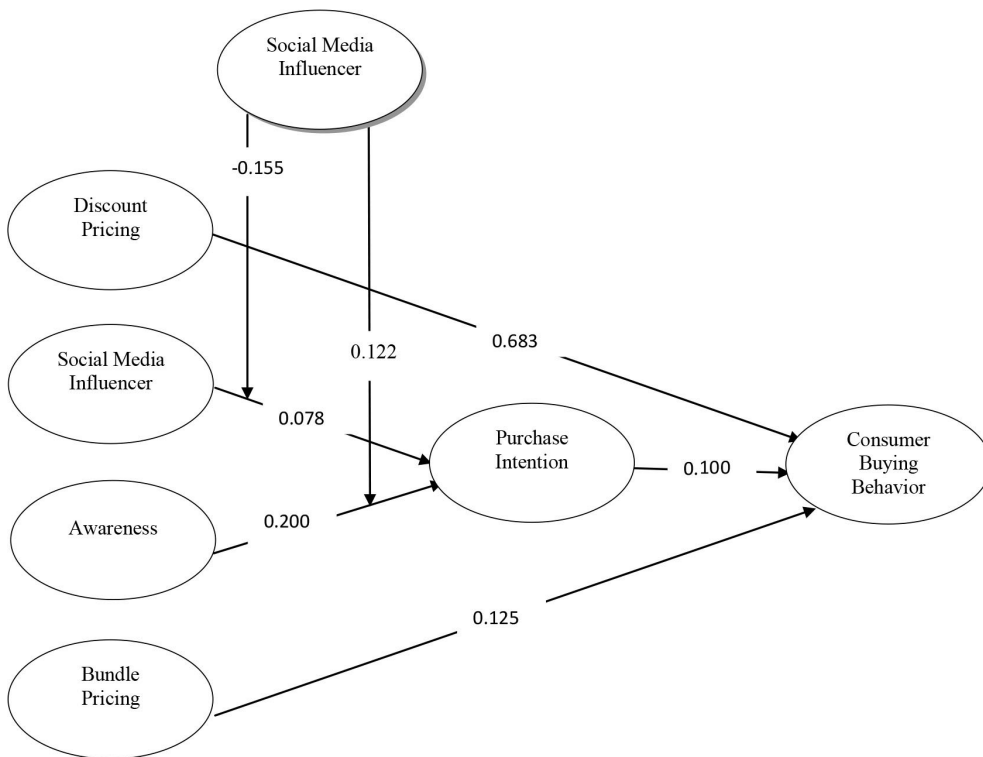 Social Media
Influencer
-0.155
Discount
Pricing
0.683
0.122
Social Media
Influencer
0.078
Purchase
Intention
0.100
Consumer
Buying
Behavior
Awareness
0.200
0.125
Bundle
Pricing